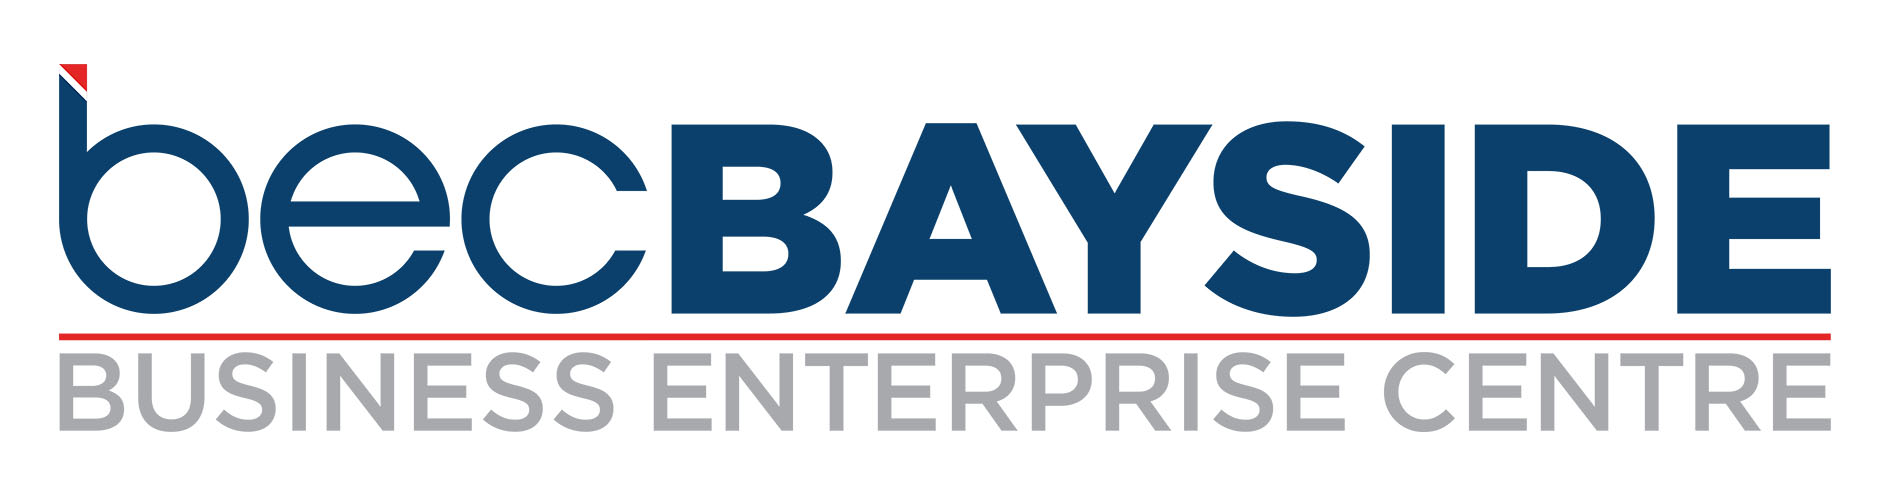 becBAYSIDE
BUSINESS ENTERPRISE CENTRE